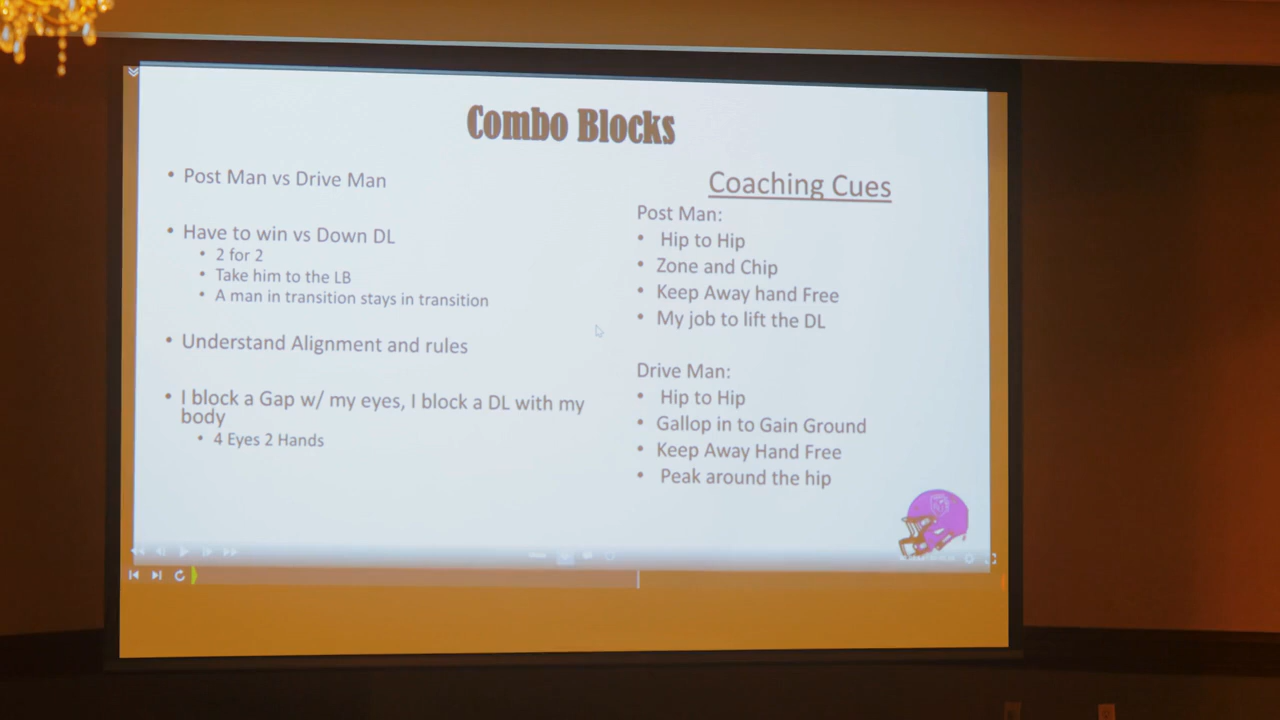 Combo Blocks
• Post Man vs Drive Man
• Have to win vs Down DL
• 2 for 2
• Take him to the LB
• A man in transition stays in transition
• Understand Alignment and rules
• I block a Gap w/ my eyes, I block a DL with my
body
• 4 Eyes 2 Hands
Coaching Cues
Post Man:
• Hip to Hip
• Zone and Chip
• Keep Away hand Free
• My job to lift the DL
Drive Man:
• Hip to Hip
• Gallop in to Gain Ground
• Keep Away Hand Free
• Peak around the hip